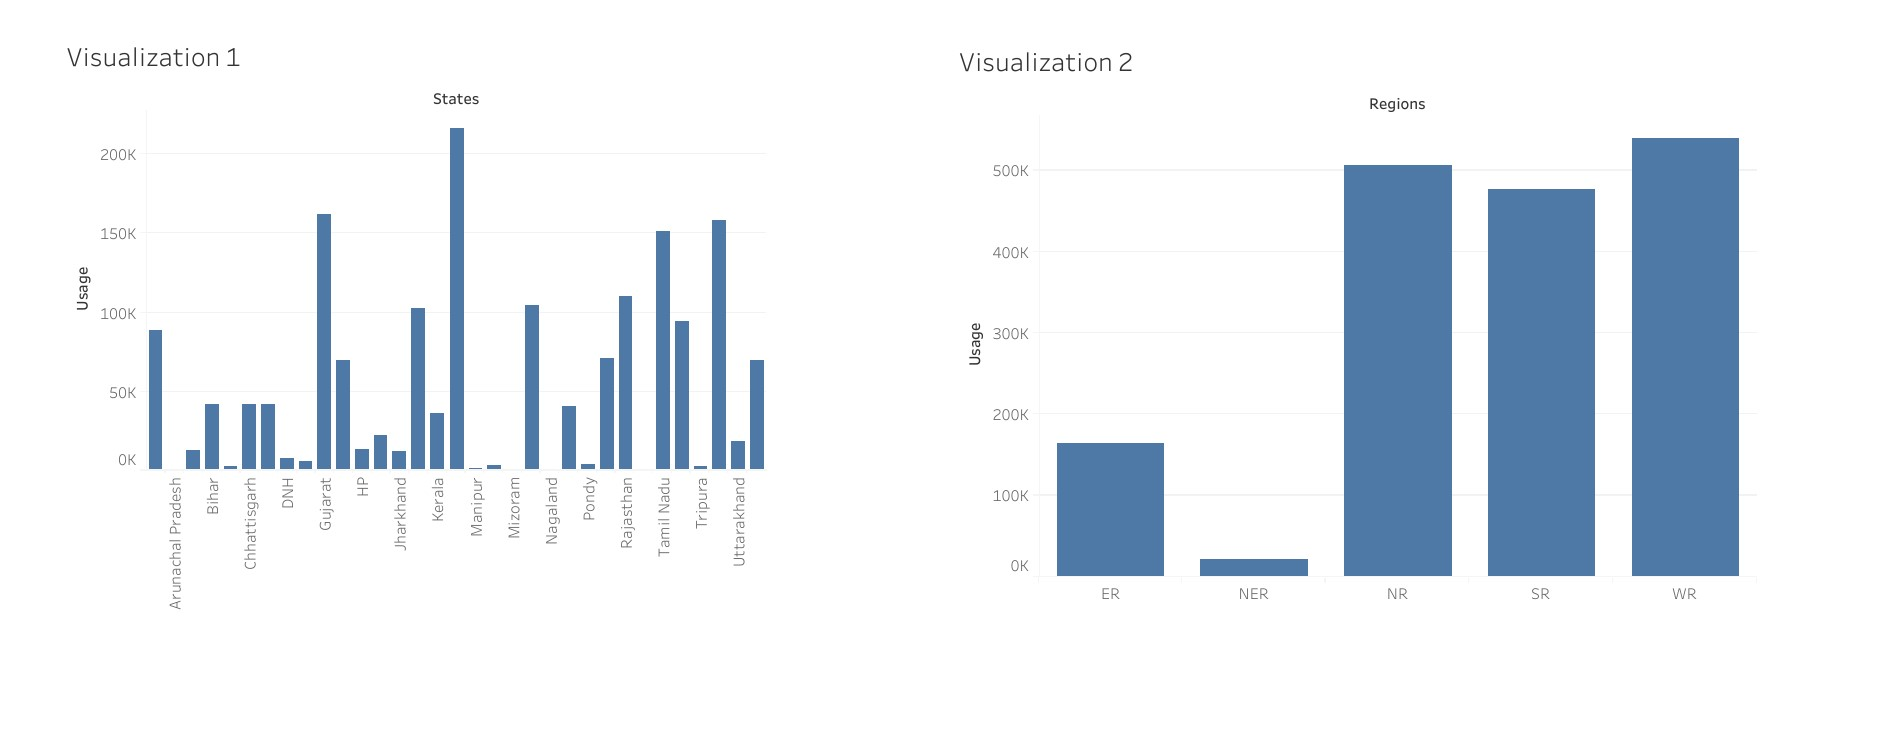 Visualization 1
States
Usage
200K
150K
100K
50K
0K
Arunachal Pradesh
Bihar
Chhattisgarh
DNH
Gujarat
HP
Jharkhand
Kerala
Manipur
Mizoram
Nagaland
Pondy
Rajasthan
Tamil Nadu
Tripura
Uttarakhand
Visualization 2
Regions
Usage
500K
400K
300K
200K
100K
0K
ER
NER
NR
SR
WR